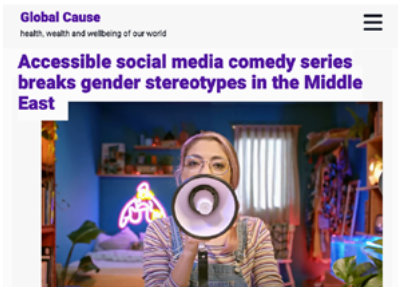 Global Cause
health, wealth and wellbeing of our world
Accessible social media comedy series
breaks gender stereotypes in the Middle
East